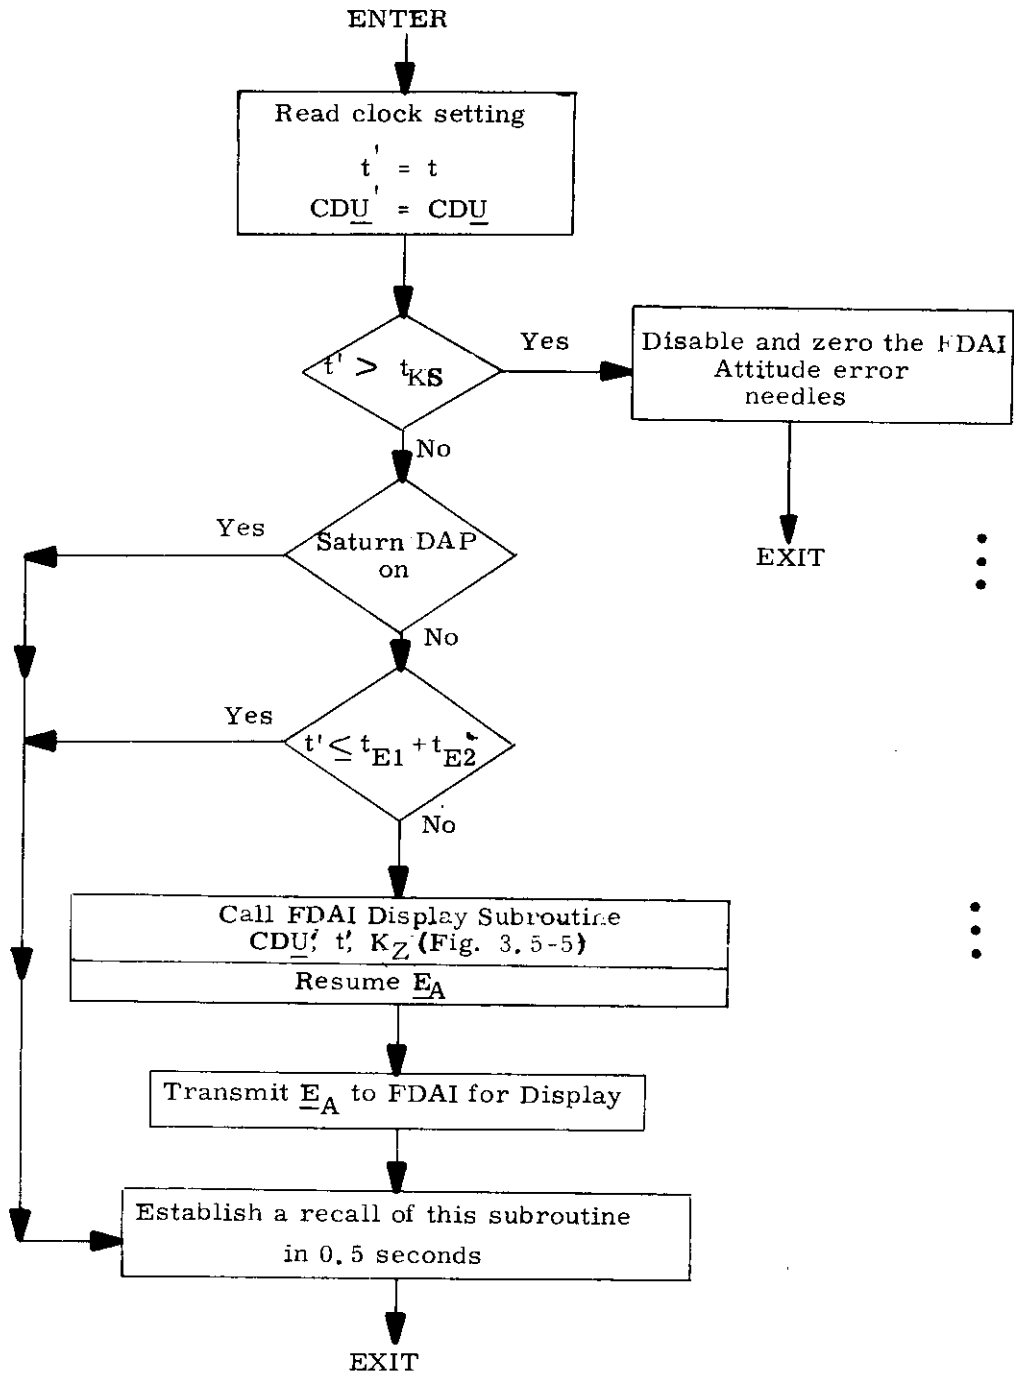 ENTER
Read clock setting
t' = t
CDU' = CDU
t' > tKS
Yes
Disable and zero the FDAI
Attitude error
needles
No
EXIT
Yes
Saturn DAP
on
No
Yes
t' ≤ tE1 + tE2
No
Call FDAI Display Subroutine
CDU', t', KZ (Fig. 3.5-5)
Resume EA
Transmit EA to FDAI for Display
Establish a recall of this subroutine
in 0.5 seconds
EXIT